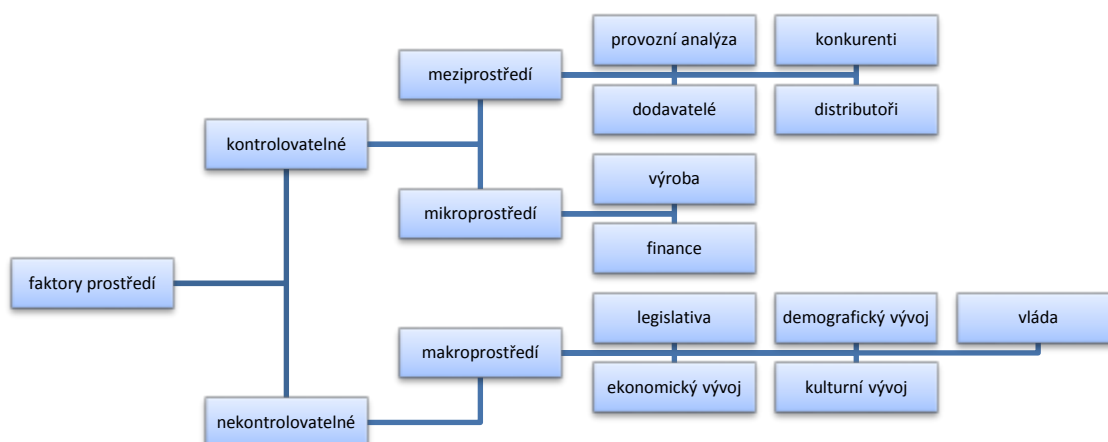 provozní analýza
konkurenti
meziprostředí
dodavatelé
distributoři
kontrolovatelné
výroba
mikroprostředí
finance
faktory prostředí
legislativa
demografický vývoj
vláda
makroprostředí
ekonomický vývoj
kulturní vývoj
nekontrolovatelné